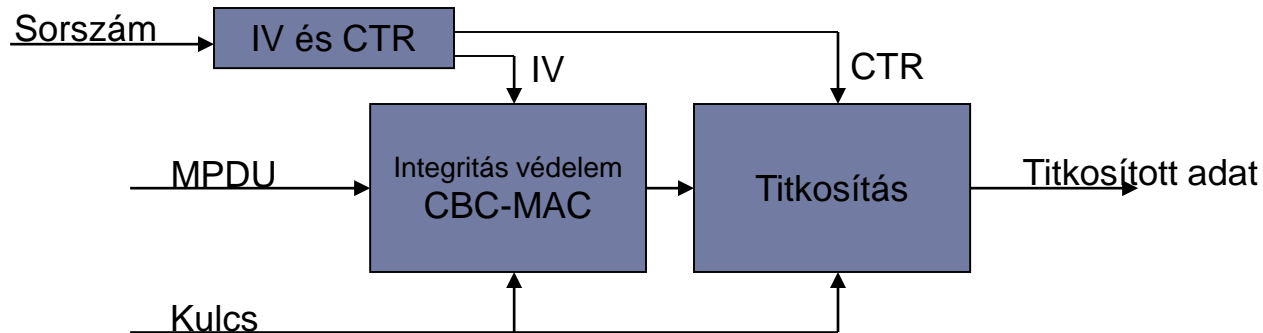 Sorszám
IV és CTR
IV
CTR
MPDU
Integritás védelem
CBC-MAC
Titkosítás
Titkosított adat
Kulcs